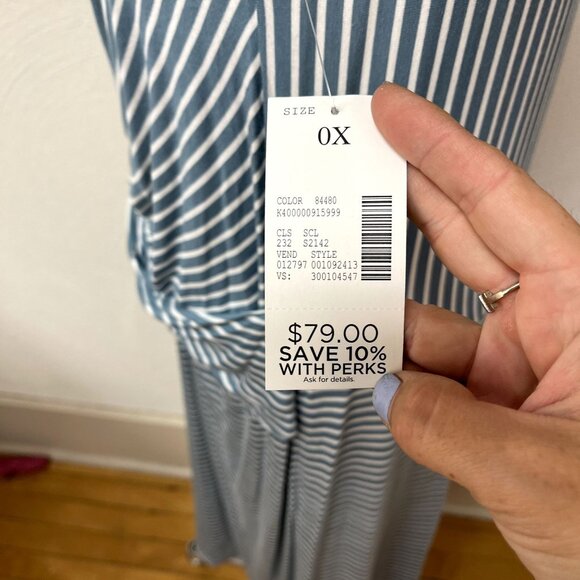 SIZE
0X
COLOR 84480
K400000915999
CLS SCL
232 S2142
VEND STYLE
012797 001092413
VS: 300104547
$79.00
SAVE 10%
WITH PERKS
Ask for details.